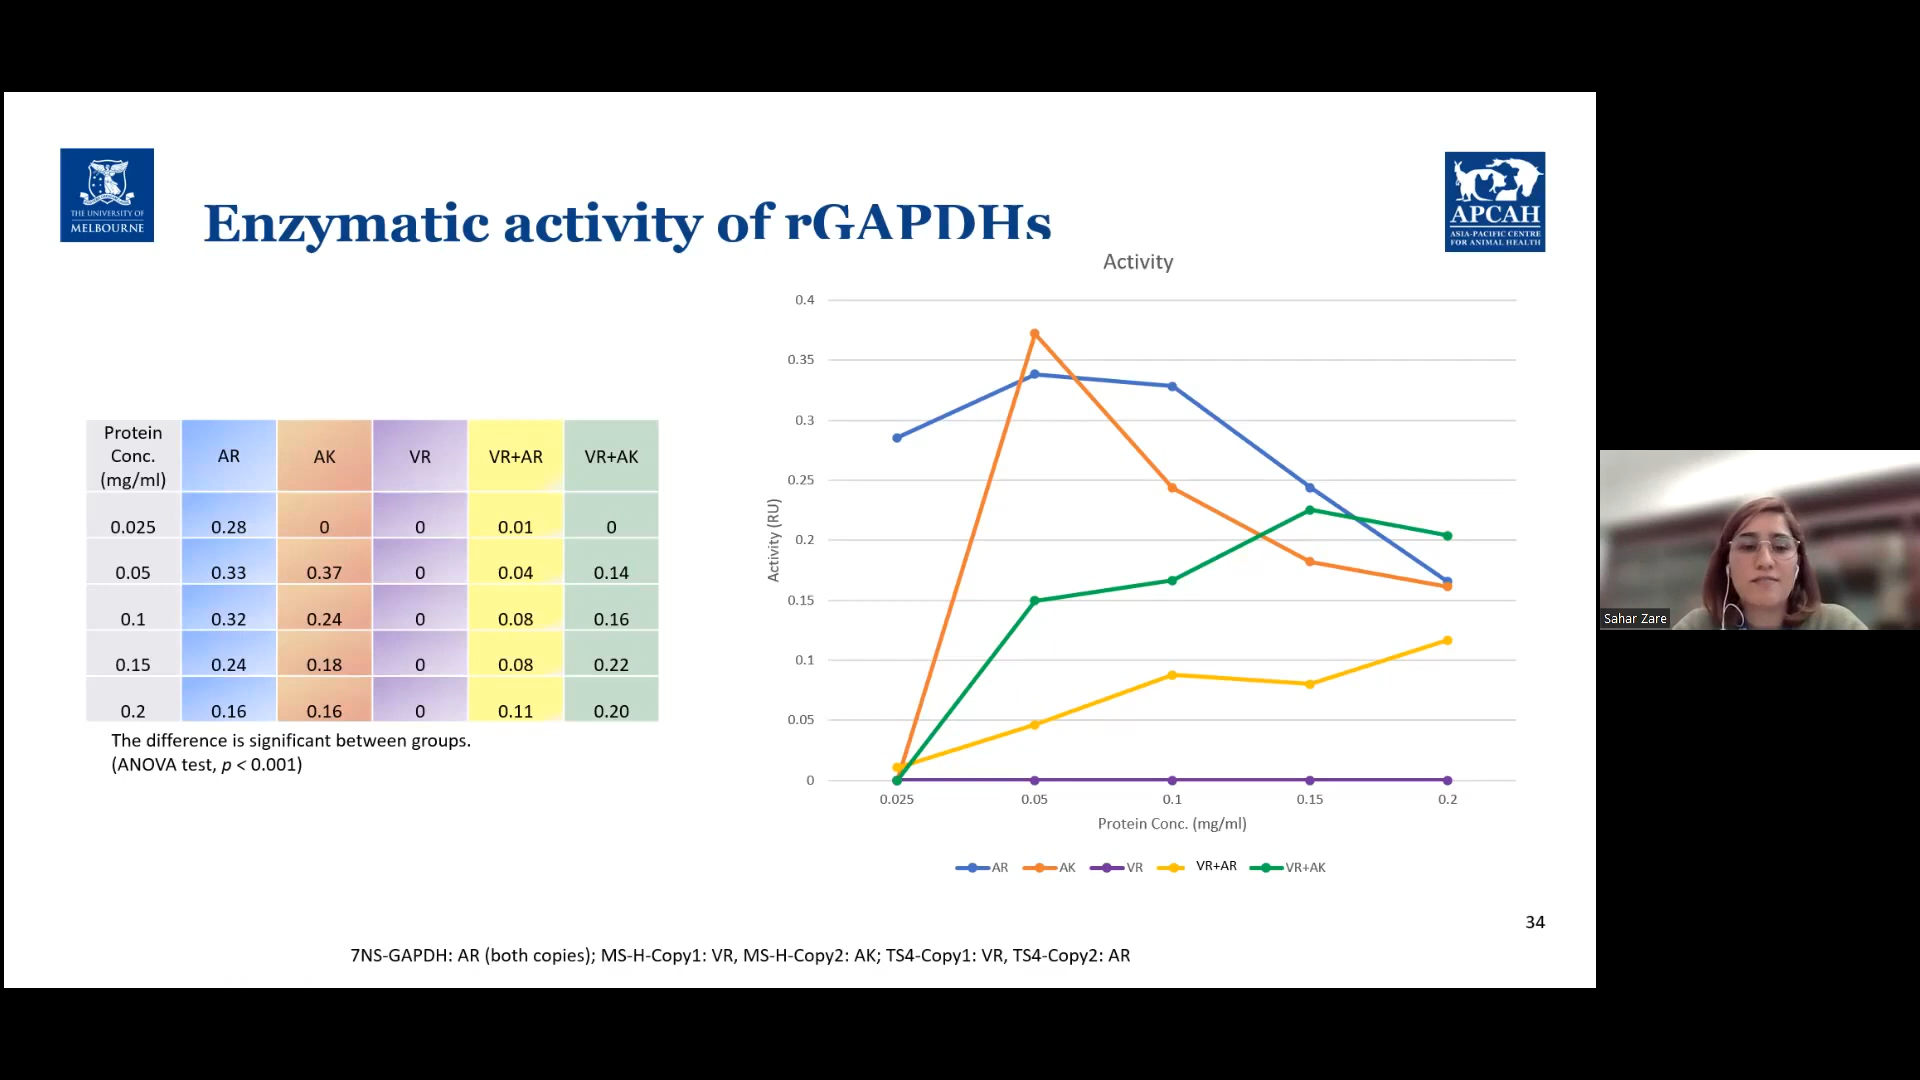 THE UNIVERSITY OF
MELBOURNE
Enzymatic activity of rGAPDHs
APCAH
ASIA-PACIFIC CENTRE
FOR ANIMAL HEALTH
Protein Conc. (mg/ml) AR AK VR VR+AR VR+AK
0.025 0.28 0 0 0.01 0
0.05 0.33 0.37 0 0.04 0.14
0.1 0.32 0.24 0 0.08 0.16
0.15 0.24 0.18 0 0.08 0.22
0.2 0.16 0.16 0 0.11 0.20
The difference is significant between groups.
(ANOVA test, p < 0.001)
Activity
0.4
0.35
0.3
0.25
0.2
0.15
0.1
0.05
0
Activity (RU)
0.025 0.05 0.1 0.15 0.2
Protein Conc. (mg/ml)
AR AK VR VR+AR VR+AK
34
7NS-GAPDH: AR (both copies); MS-H-Copy1: VR, MS-H-Copy2: AK; TS4-Copy1: VR, TS4-Copy2: AR
Sahar Zare